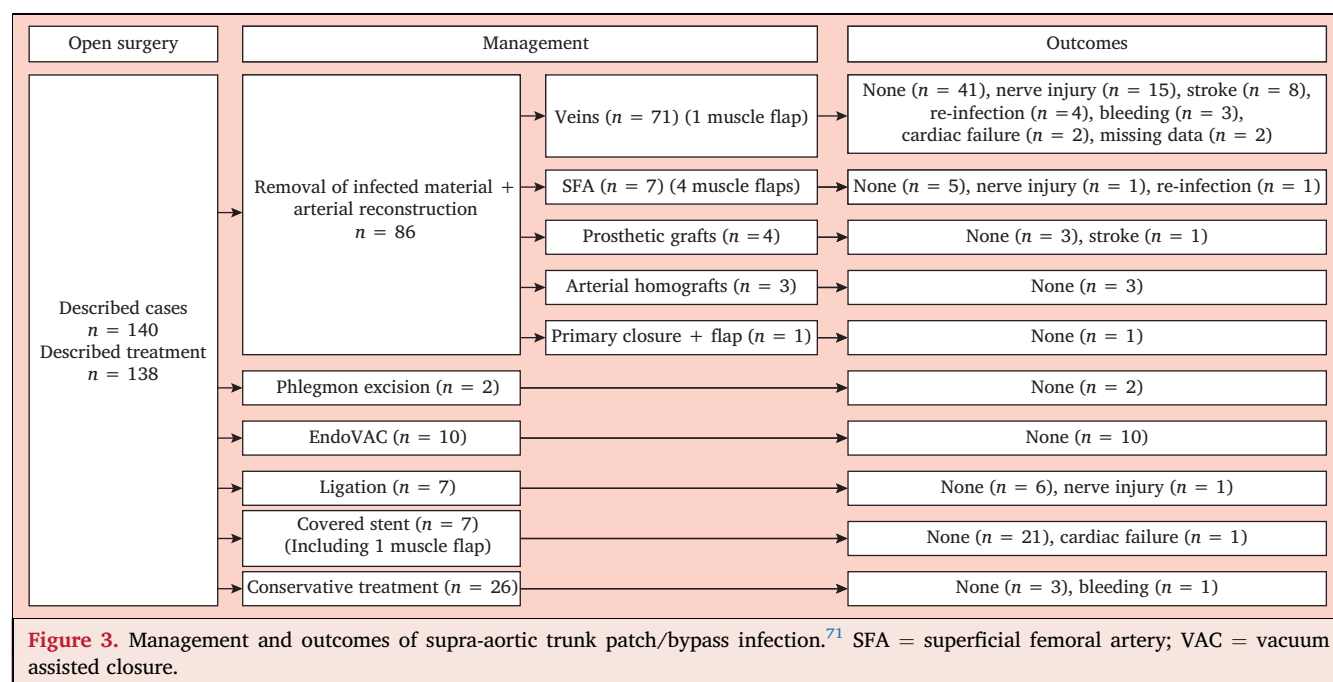 Open surgery
Management
Outcomes
Described cases
n = 140
Described treatment
n = 138
Removal of infected material +
arterial reconstruction
n = 86
Veins (n = 71) (1 muscle flap)
None (n = 41), nerve injury (n = 15), stroke (n = 8),
re-infection (n =4), bleeding (n = 3),
cardiac failure (n = 2), missing data (n = 2)
SFA (n = 7) (4 muscle flaps)
None (n = 5), nerve injury (n = 1), re-infection (n = 1)
Prosthetic grafts (n =4)
None (n = 3), stroke (n = 1)
Arterial homografts (n = 3)
None (n = 3)
Primary closure + flap (n = 1)
None (n = 1)
Phlegmon excision (n = 2)
None (n = 2)
EndoVAC (n = 10)
None (n = 10)
Ligation (n = 7)
None (n = 6), nerve injury (n = 1)
Covered stent (n = 7)
(Including 1 muscle flap)
None (n = 21), cardiac failure (n = 1)
Conservative treatment (n = 26)
None (n = 3), bleeding (n = 1)
Figure 3. Management and outcomes of supra-aortic trunk patch/bypass infection.71 SFA = superficial femoral artery; VAC = vacuum
assisted closure.